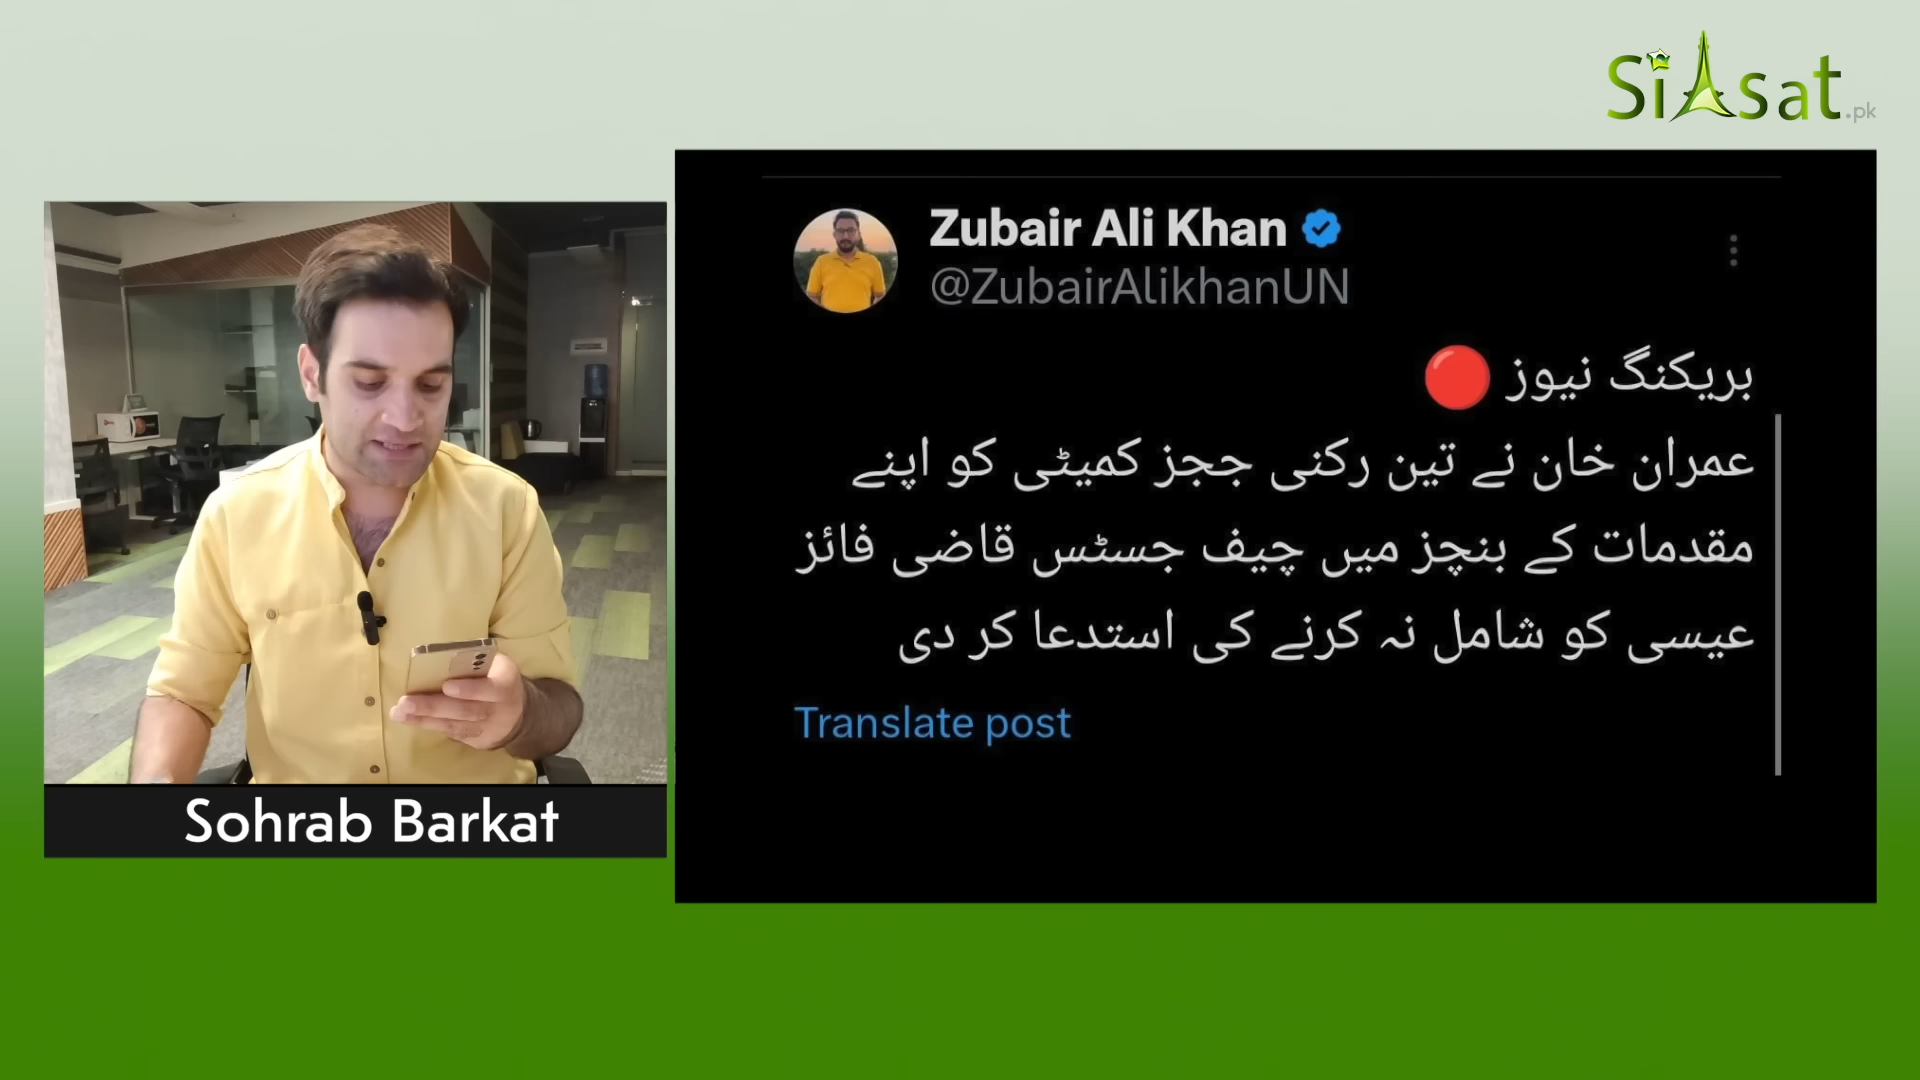 SiAsat.pk
Zubair Ali Khan
@ZubairAlikhanUN
بریکنگ نیوز 🔴
عمران خان نے تین رکنی ججز کمیٹی کو اپنے
مقدمات کے بنچز میں چیف جسٹس قاضی فائز
عیسی کو شامل نہ کرنے کی استدعا کر دی
Translate post
Sohrab Barkat